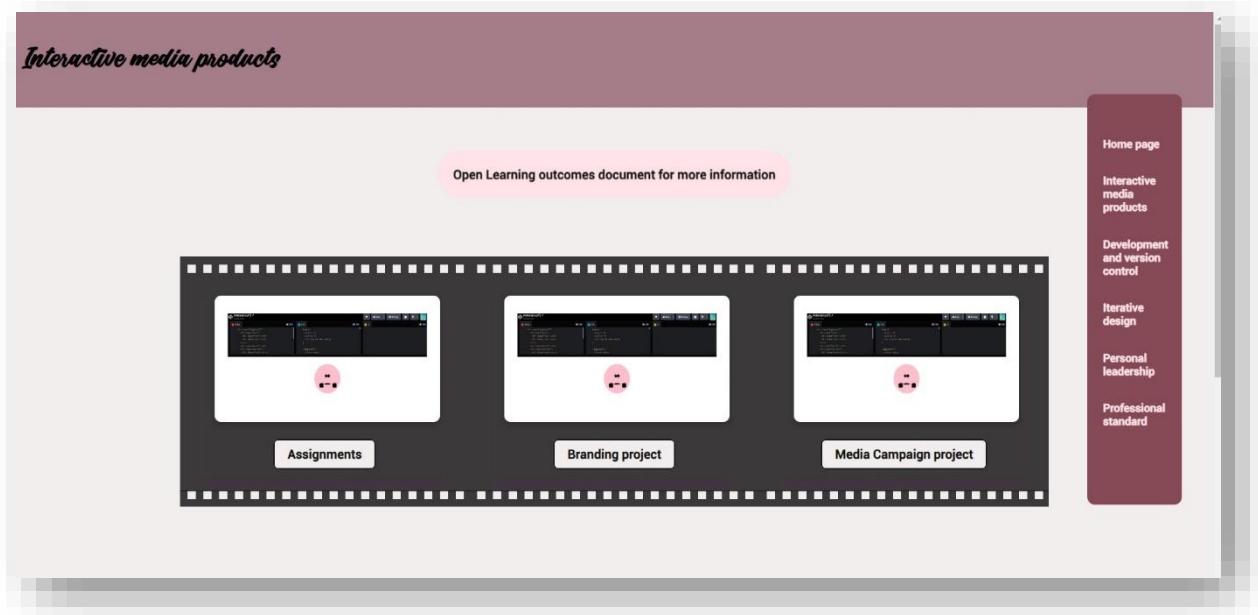 Interactive media products
Open Learning outcomes document for more information
Home page
Interactive
media
products
Development
and version
control
Iterative
design
Personal
leadership
Professional
standard
Assignments
Branding project
Media Campaign project